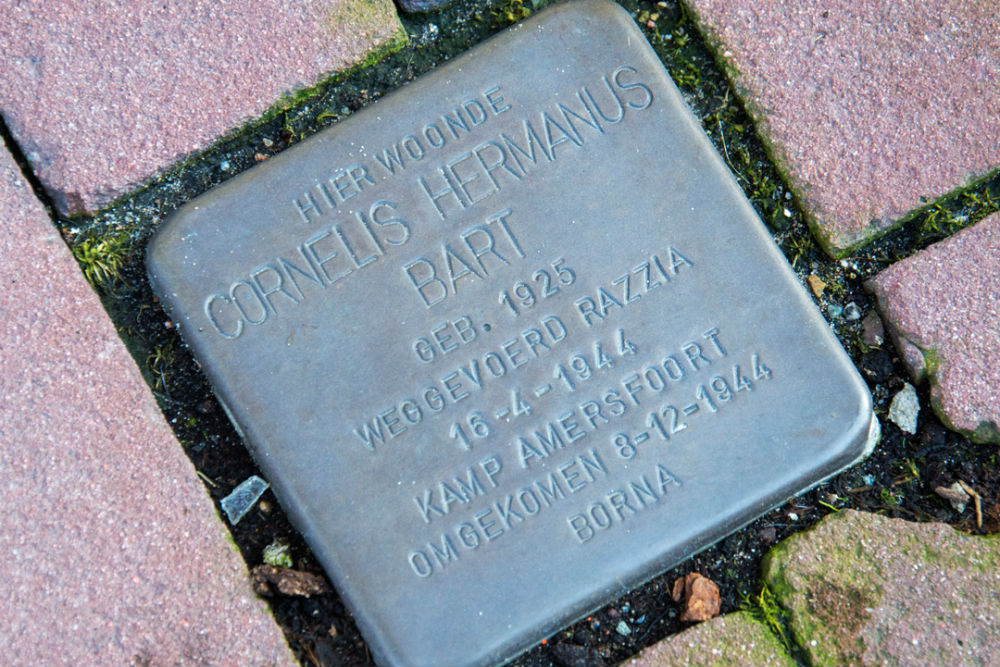 HIER WOONDE
CORNELIS HERMANUS
BART
GEB. 1925
WEGGEVOERD RAZZIA
16-4-1944
KAMP AMERSFOORT
OMGEKOMEN 8-12-1944
BORNA